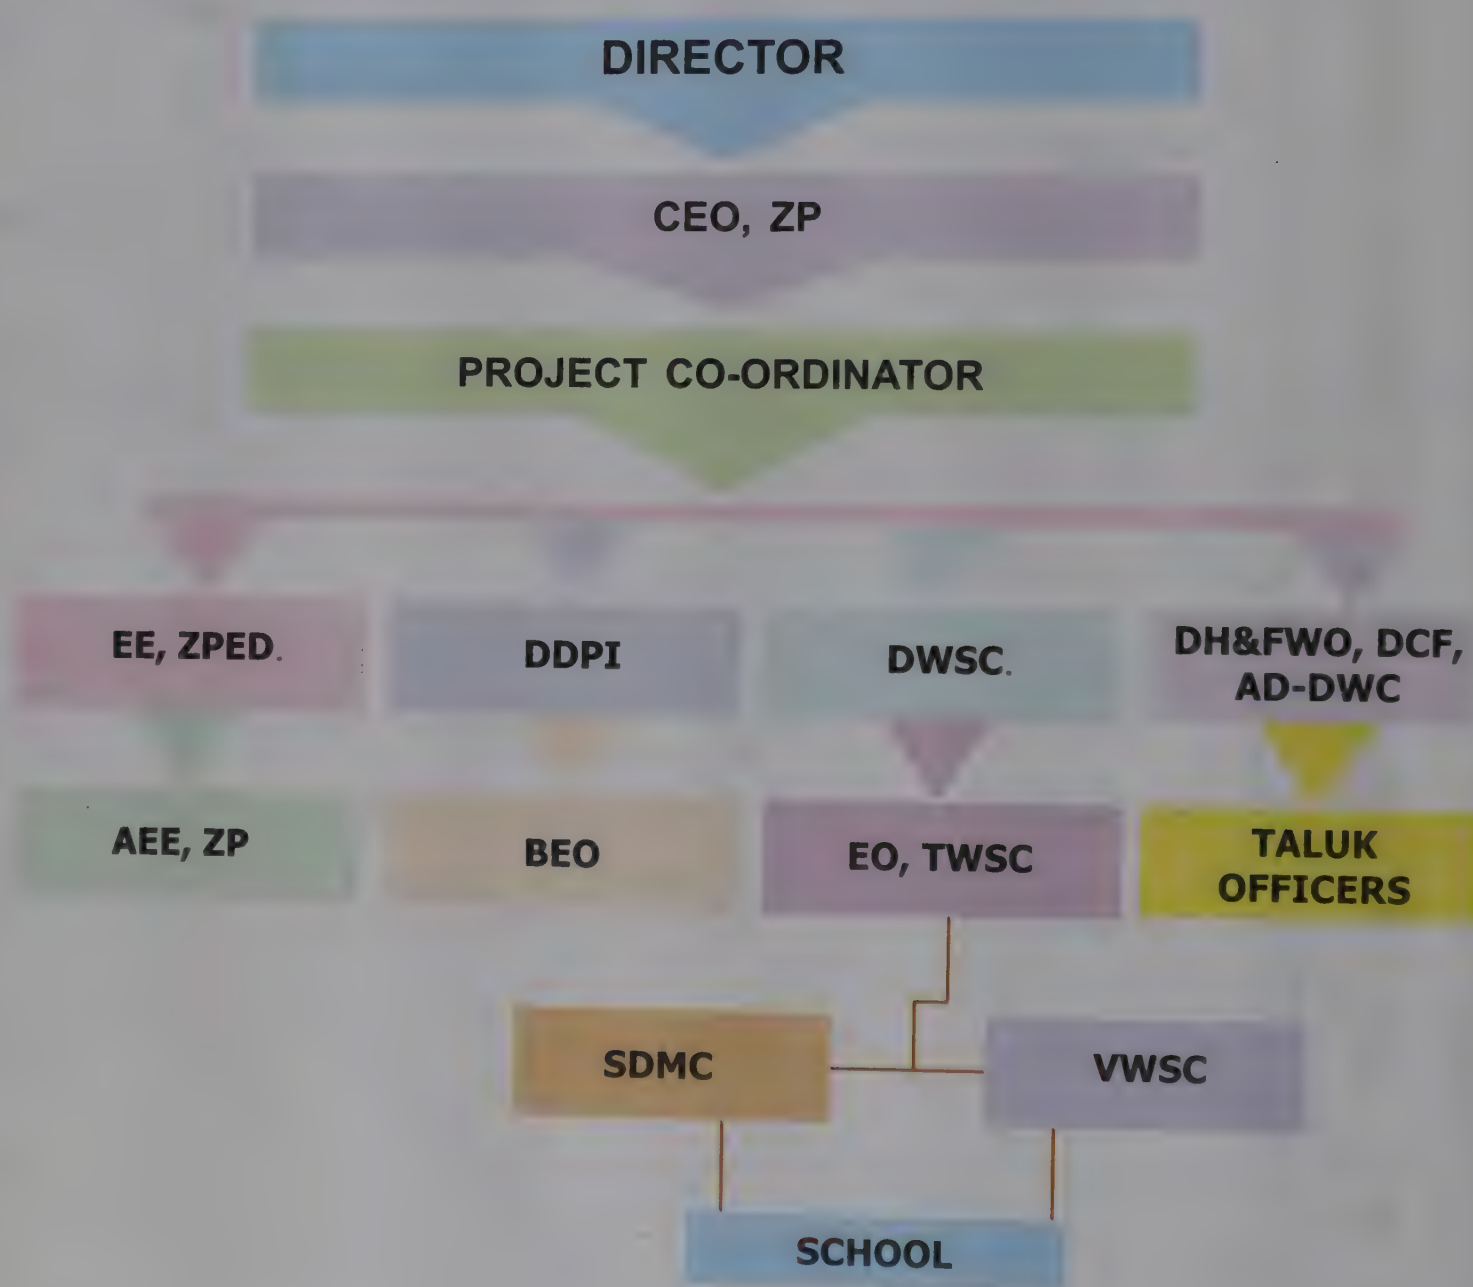 DIRECTOR
CEO, ZP
PROJECT CO-ORDINATOR
EE, ZPED.
DDPI
DWSC.
DH&FWO, DCF,
AD-DWC
AEE, ZP
BEO
EO, TWSC
TALUK
OFFICERS
SDMC
VWSC
SCHOOL